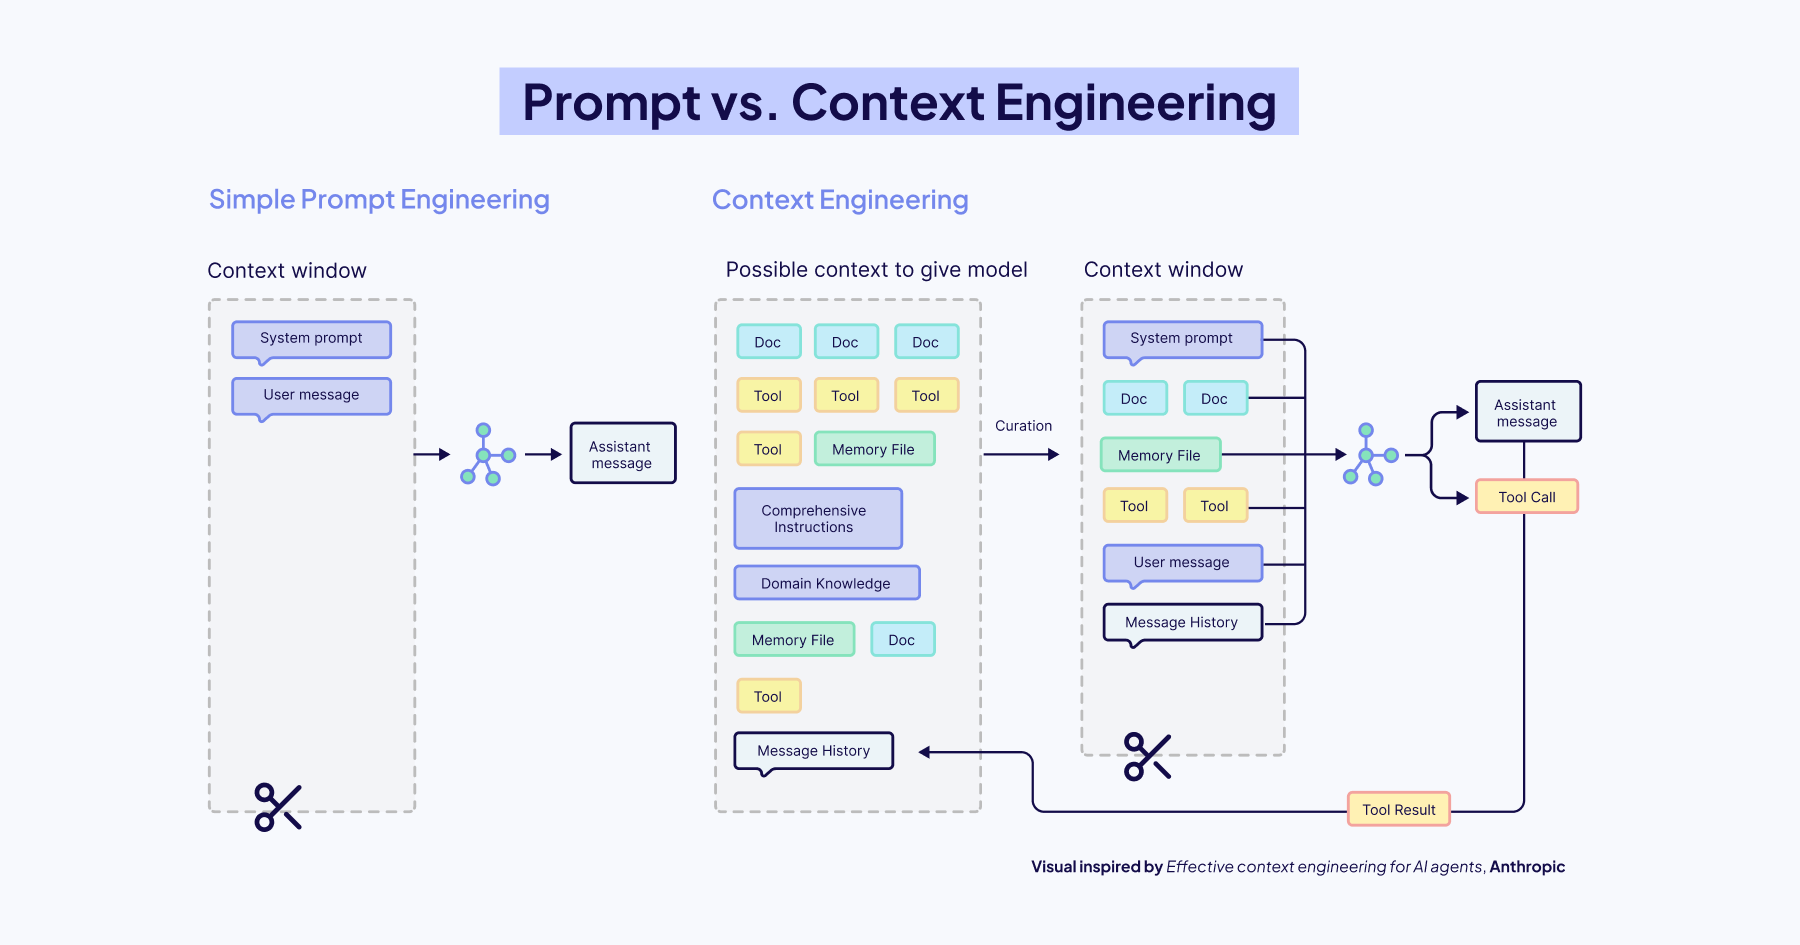 Prompt vs. Context Engineering
Simple Prompt Engineering
Context window
System prompt
User message
Assistant
message
Context Engineering
Possible context to give model
Doc
Doc
Doc
Tool
Tool
Tool
Tool
Memory File
Comprehensive
Instructions
Domain Knowledge
Memory File
Doc
Tool
Message History
Curation
Context window
System prompt
Doc
Doc
Memory File
Tool
Tool
User message
Message History
Assistant
message
Tool Call
Tool Result
Visual inspired by Effective context engineering for AI agents, Anthropic